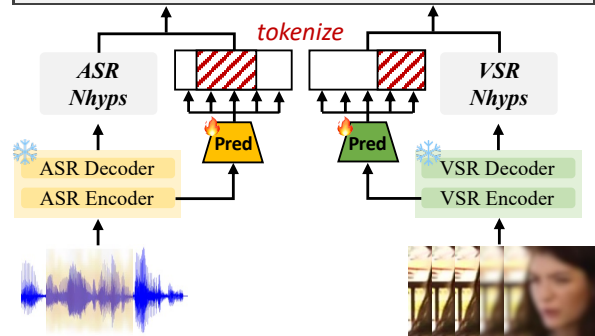 tokenize
ASR
Nhyps
VSR
Nhyps
Pred
Pred
ASR Decoder
ASR Encoder
VSR Decoder
VSR Encoder